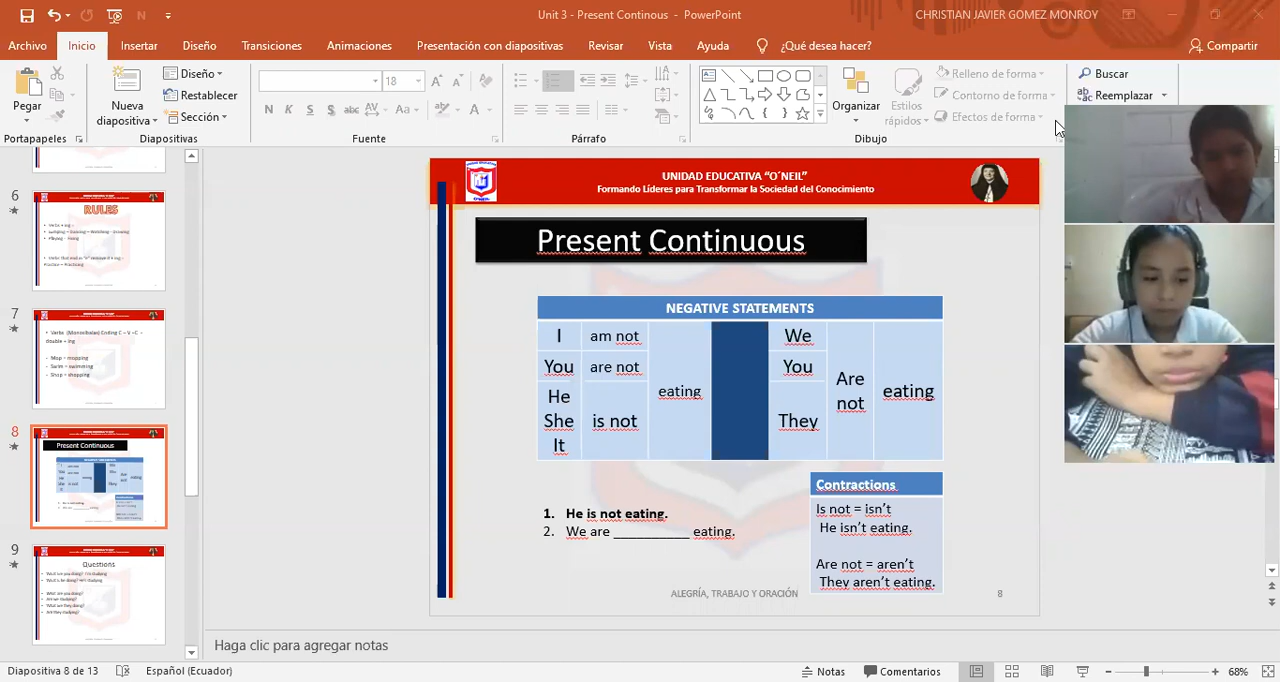 Unit 3 - Present Continous - PowerPoint
CHRISTIAN JAVIER GOMEZ MONROY
Archivo Inicio Insertar Diseño Transiciones Animaciones Presentación con diapositivas Revisar Vista Ayuda ¿Qué desea hacer? Compartir
Pegar
Nueva diapositiva
Diseño
Restablecer
Sección
18
N K S S abc AV Aa A
Organizar
Estilos rápidos
Relleno de forma
Contorno de forma
Efectos de forma
Buscar
Reemplazar
Portapapeles Diapositivas Fuente Párrafo Dibujo
6
RULES
7
8
Present Continuous
9
Questions
UNIDAD EDUCATIVA “O´NEIL”
Formando Líderes para Transformar la Sociedad del Conocimiento
Present Continuous
NEGATIVE STATEMENTS
I am not
You are not
He
She
It
is not
eating
We
You
They
Are
not
eating
1. He is not eating.
2. We are __________ eating.
Contractions
Is not = isn’t
He isn’t eating.
Are not = aren’t
They aren’t eating.
ALEGRÍA, TRABAJO Y ORACIÓN
8
Haga clic para agregar notas
Diapositiva 8 de 13 Español (Ecuador) Notas Comentarios 68%